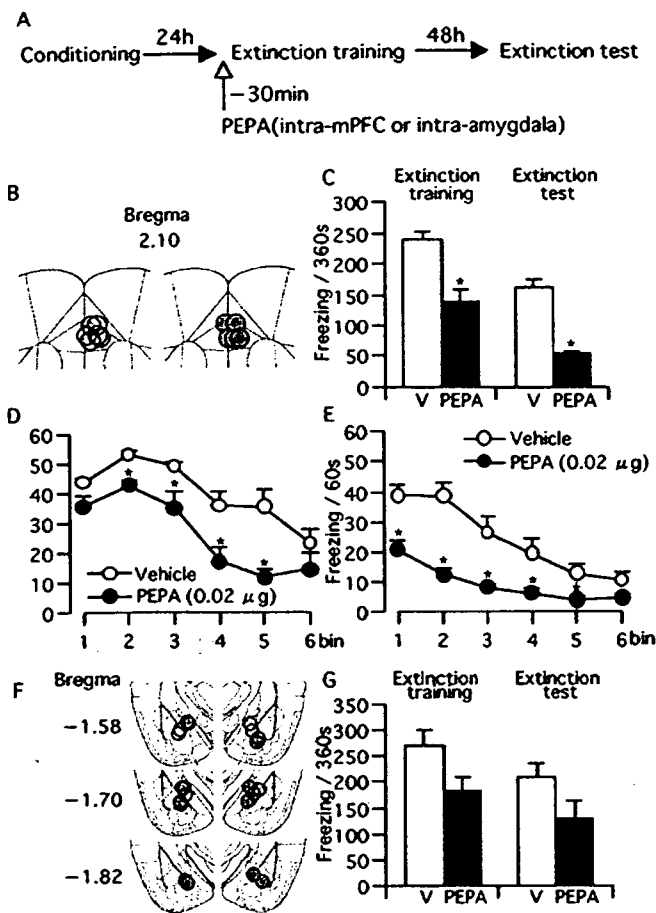 A
Conditioning 24h Extinction training 48h Extinction test
−30min
PEPA(intra-mPFC or intra-amygdala)
B
Bregma
2.10
C
Extinction training
Extinction test
Freezing / 360s
300
250
200
150
100
50
0
V PEPA V PEPA
*
*
D
60
50
40
30
20
10
0
* * * *
Vehicle
PEPA (0.02 μg)
1 2 3 4 5 6 bin
E
Freezing / 60s
60
50
40
30
20
10
0
Vehicle
PEPA (0.02 μg)
* * * * *
1 2 3 4 5 6 bin
F
Bregma
−1.58
−1.70
−1.82
G
Extinction training
Extinction test
Freezing / 360s
350
300
250
200
150
100
50
0
V PEPA V PEPA